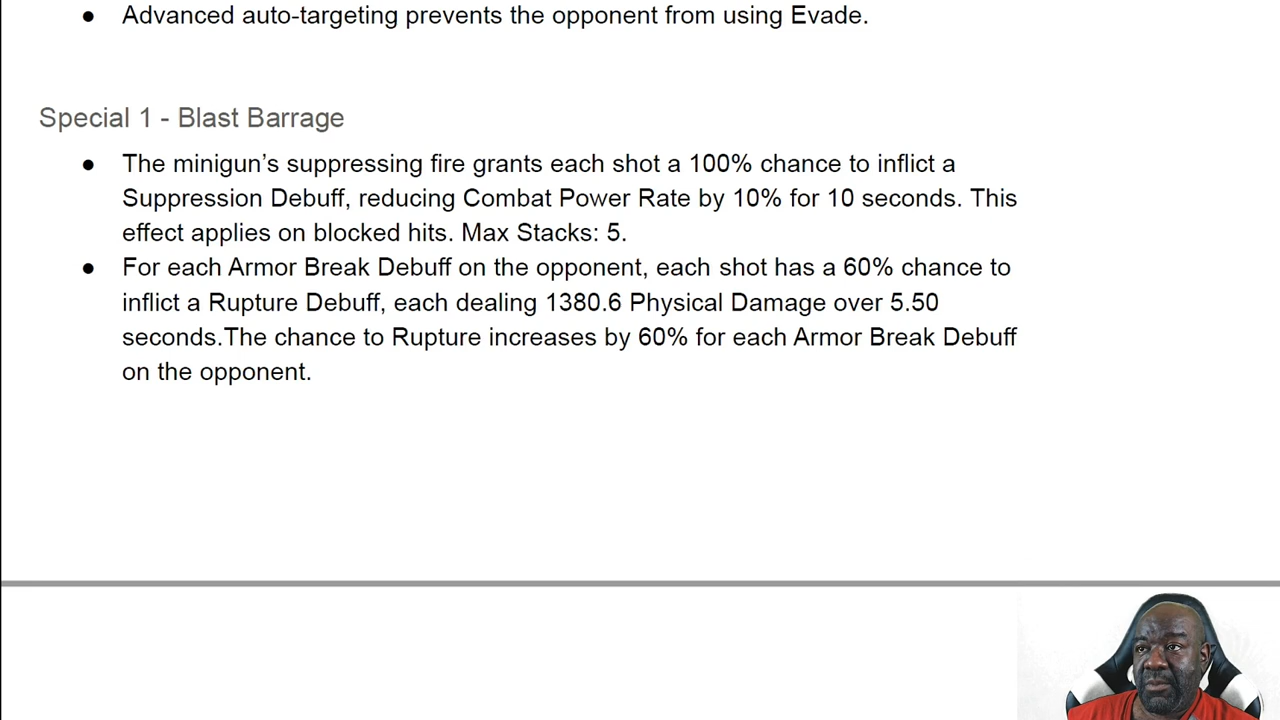 ● Advanced auto-targeting prevents the opponent from using Evade.
Special 1 - Blast Barrage
● The minigun’s suppressing fire grants each shot a 100% chance to inflict a
Suppression Debuff, reducing Combat Power Rate by 10% for 10 seconds. This
effect applies on blocked hits. Max Stacks: 5.
● For each Armor Break Debuff on the opponent, each shot has a 60% chance to
inflict a Rupture Debuff, each dealing 1380.6 Physical Damage over 5.50
seconds.The chance to Rupture increases by 60% for each Armor Break Debuff
on the opponent.